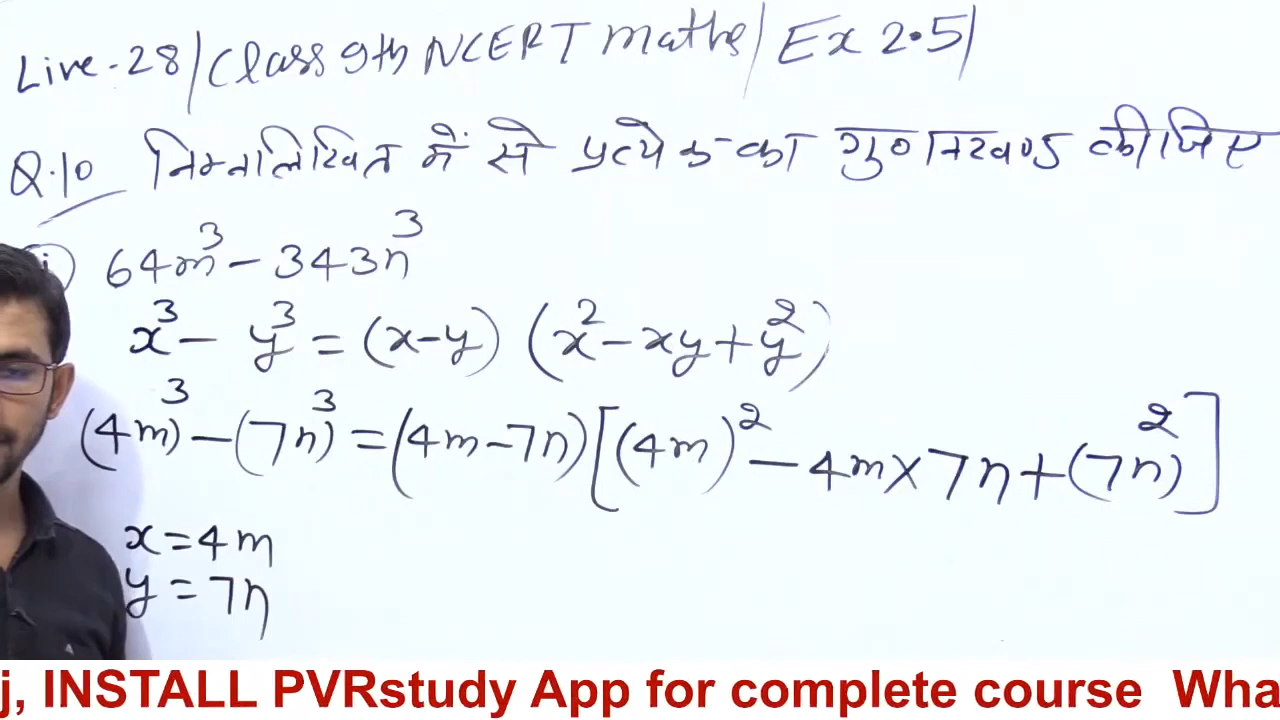 Live-28/Class 9th NCERT maths/Ex 2.5/
Q.10 निम्नलिखित में से प्रत्येक का गुणनखण्ड कीजिए
i) 64m³ - 343n³
x³ - y³ = (x-y) (x² - xy + y²)
(4m)³ - (7n)³ = (4m-7n) [(4m)² - 4m×7n + (7n)²]
x = 4m
y = 7n
j, INSTALL PVRstudy App for complete course Wha